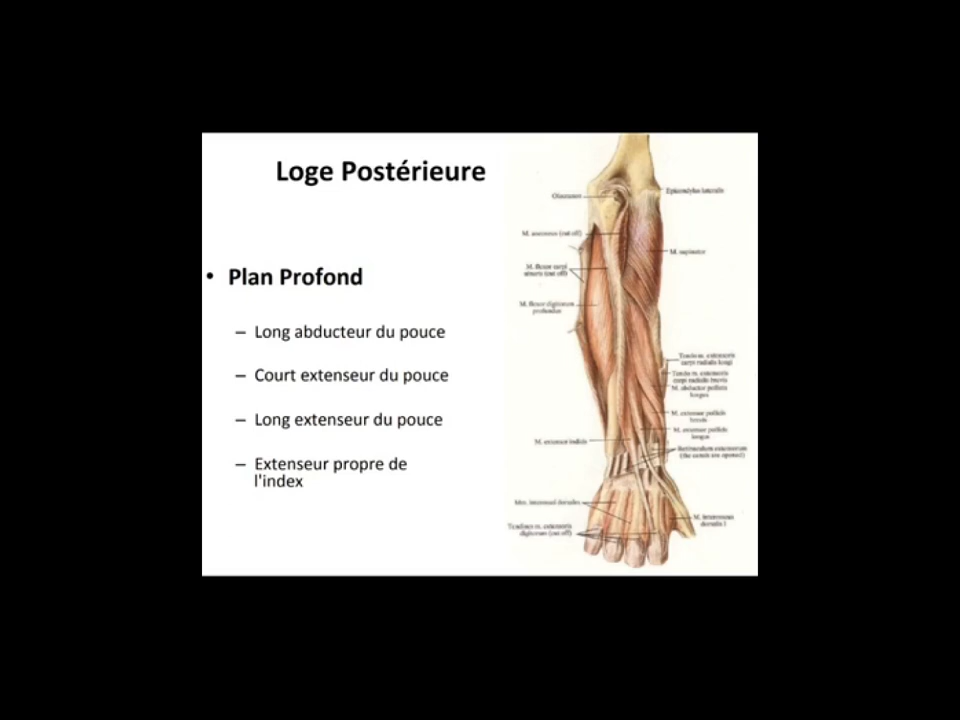 Loge Postérieure
• Plan Profond
– Long abducteur du pouce
– Court extenseur du pouce
– Long extenseur du pouce
– Extenseur propre de
l'index
Olecranon
Epicondylus lateralis
M. anconeus (cut off)
M. supinator
M. flexor carpi
ulnaris (cut off)
M. flexor digitorum
profundus
Tendo m. extensoris
carpi radialis longi
Tendo m. extensoris
carpi radialis brevis
M. abductor pollicis
longus
M. extensor pollicis
brevis
M. extensor pollicis
longus
M. extensor indicis
Retinaculum extensorum
(the canals are opened)
Mm. interossei dorsales
M. interosseus
dorsalis I
Tendines m. extensoris
digitorum (cut off)